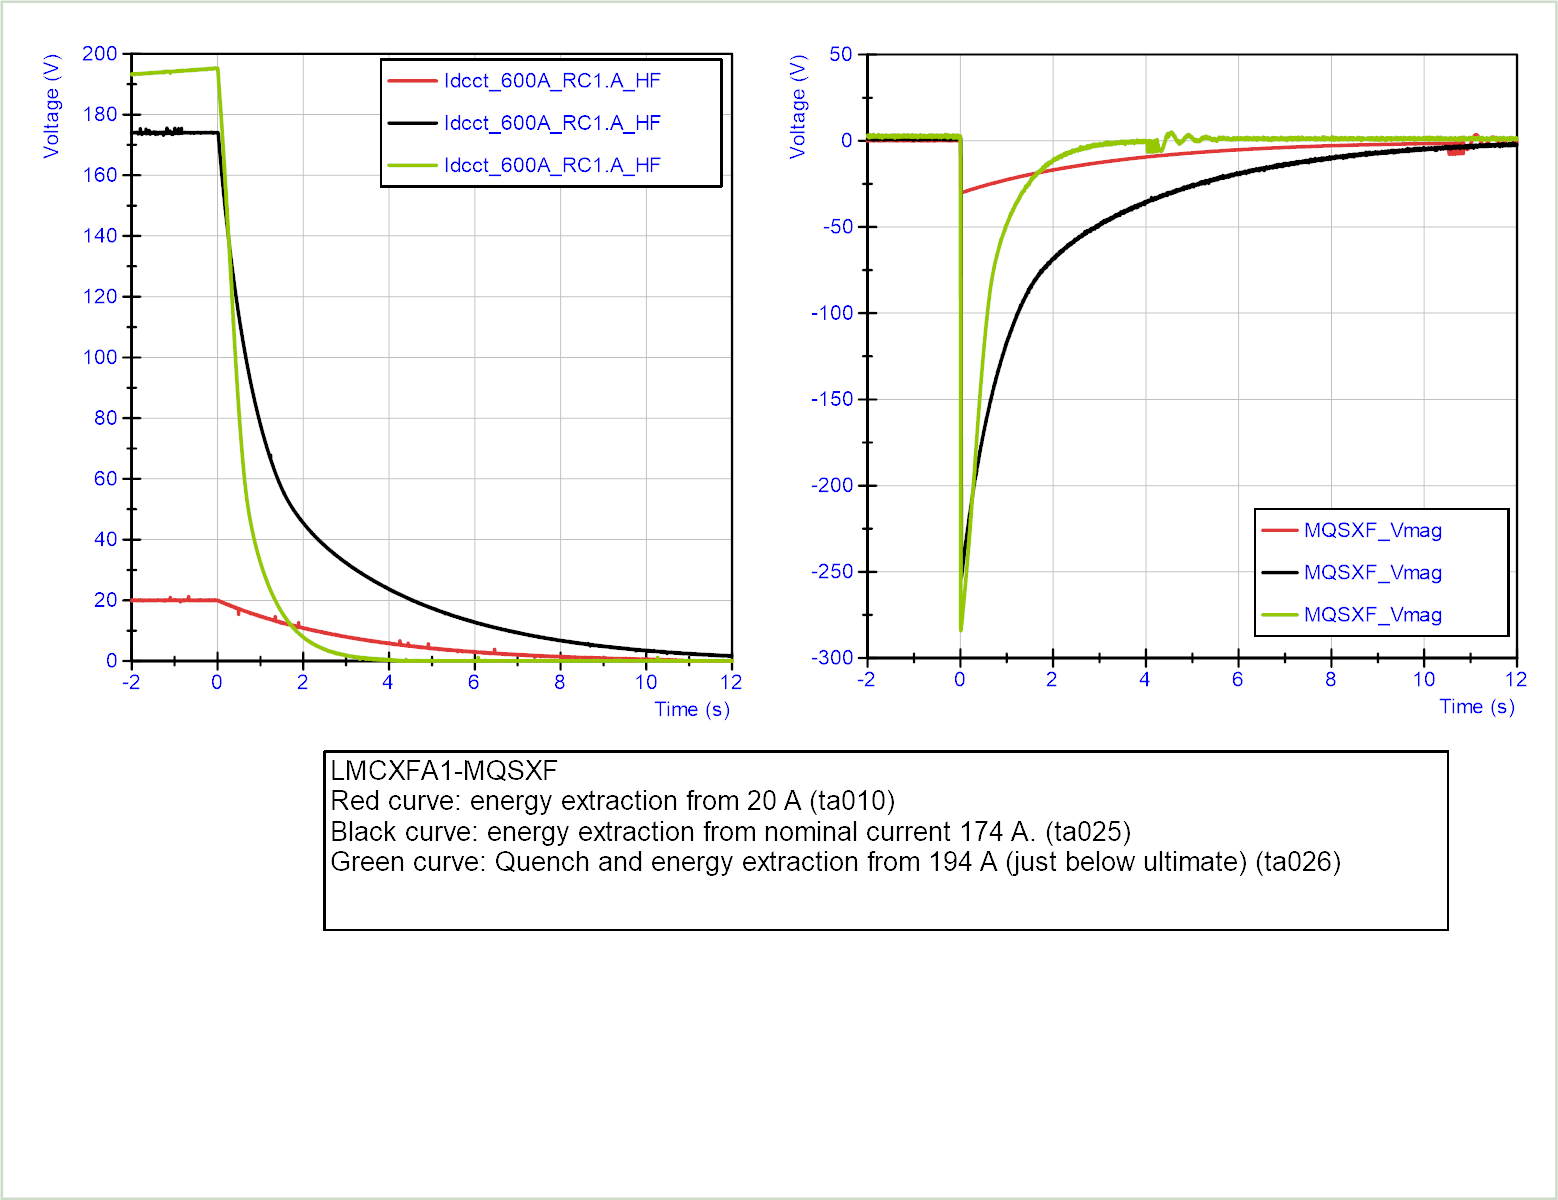 Voltage (V)
200
180
160
140
120
100
80
60
40
20
0
-2
0
2
4
6
8
10
12
Time (s)
Idcct_600A_RC1.A_HF
Idcct_600A_RC1.A_HF
Idcct_600A_RC1.A_HF
Voltage (V)
50
0
-50
-100
-150
-200
-250
-300
-2
0
2
4
6
8
10
12
Time (s)
MQSXF_Vmag
MQSXF_Vmag
MQSXF_Vmag
LMCXFA1-MQSXF
Red curve: energy extraction from 20 A (ta010)
Black curve: energy extraction from nominal current 174 A. (ta025)
Green curve: Quench and energy extraction from 194 A (just below ultimate) (ta026)